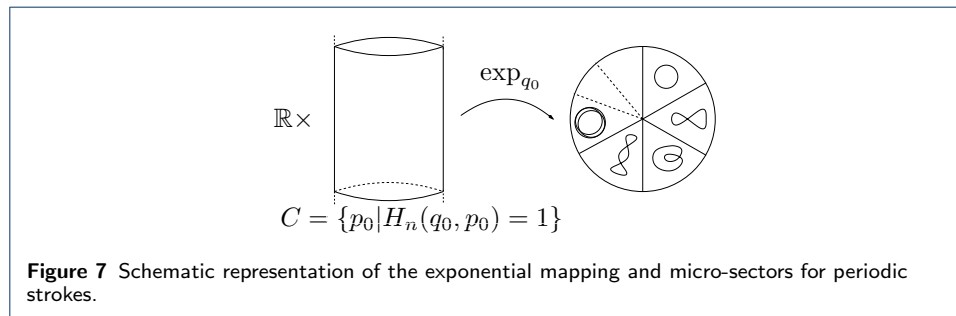 exp_{q_0}
ℝ×
C = {p_0|H_n(q_0, p_0) = 1}
Figure 7 Schematic representation of the exponential mapping and micro-sectors for periodic
strokes.